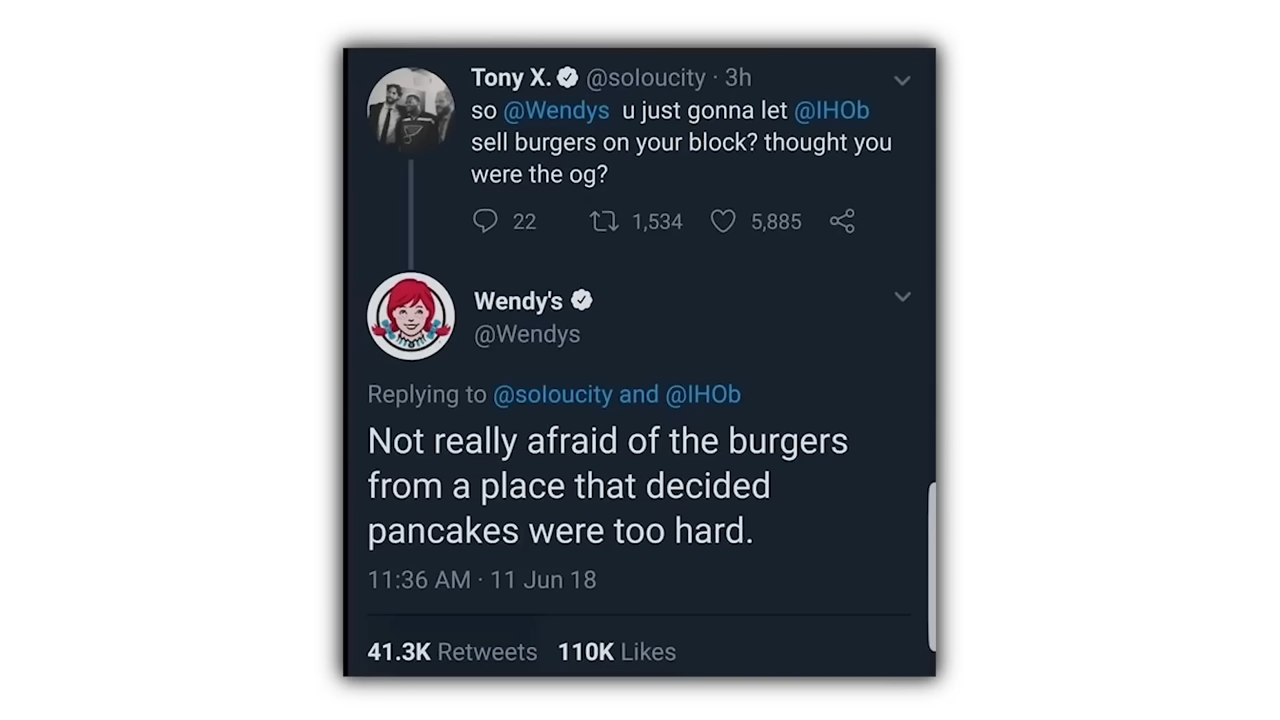 Tony X. @soloucity · 3h
so @Wendys u just gonna let @IHOb
sell burgers on your block? thought you
were the og?
22 1,534 5,885
Wendy's
@Wendys
Replying to @soloucity and @IHOb
Not really afraid of the burgers
from a place that decided
pancakes were too hard.
11:36 AM · 11 Jun 18
41.3K Retweets 110K Likes